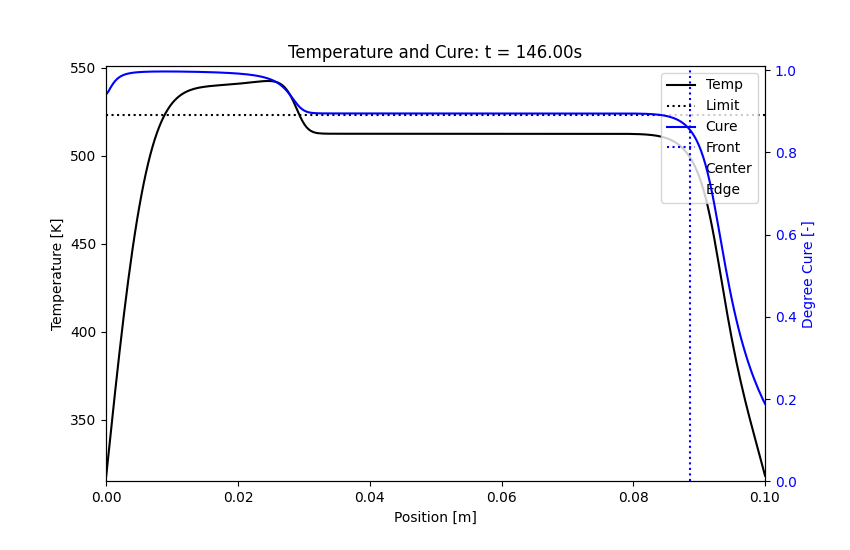 Temperature and Cure: t = 146.00s
550
500
450
400
350
Temperature [K]
1.0
0.8
0.6
0.4
0.2
0.0
Degree Cure [-]
Temp
Limit
Cure
Front
Center
Edge
0.00 0.02 0.04 0.06 0.08 0.10
Position [m]